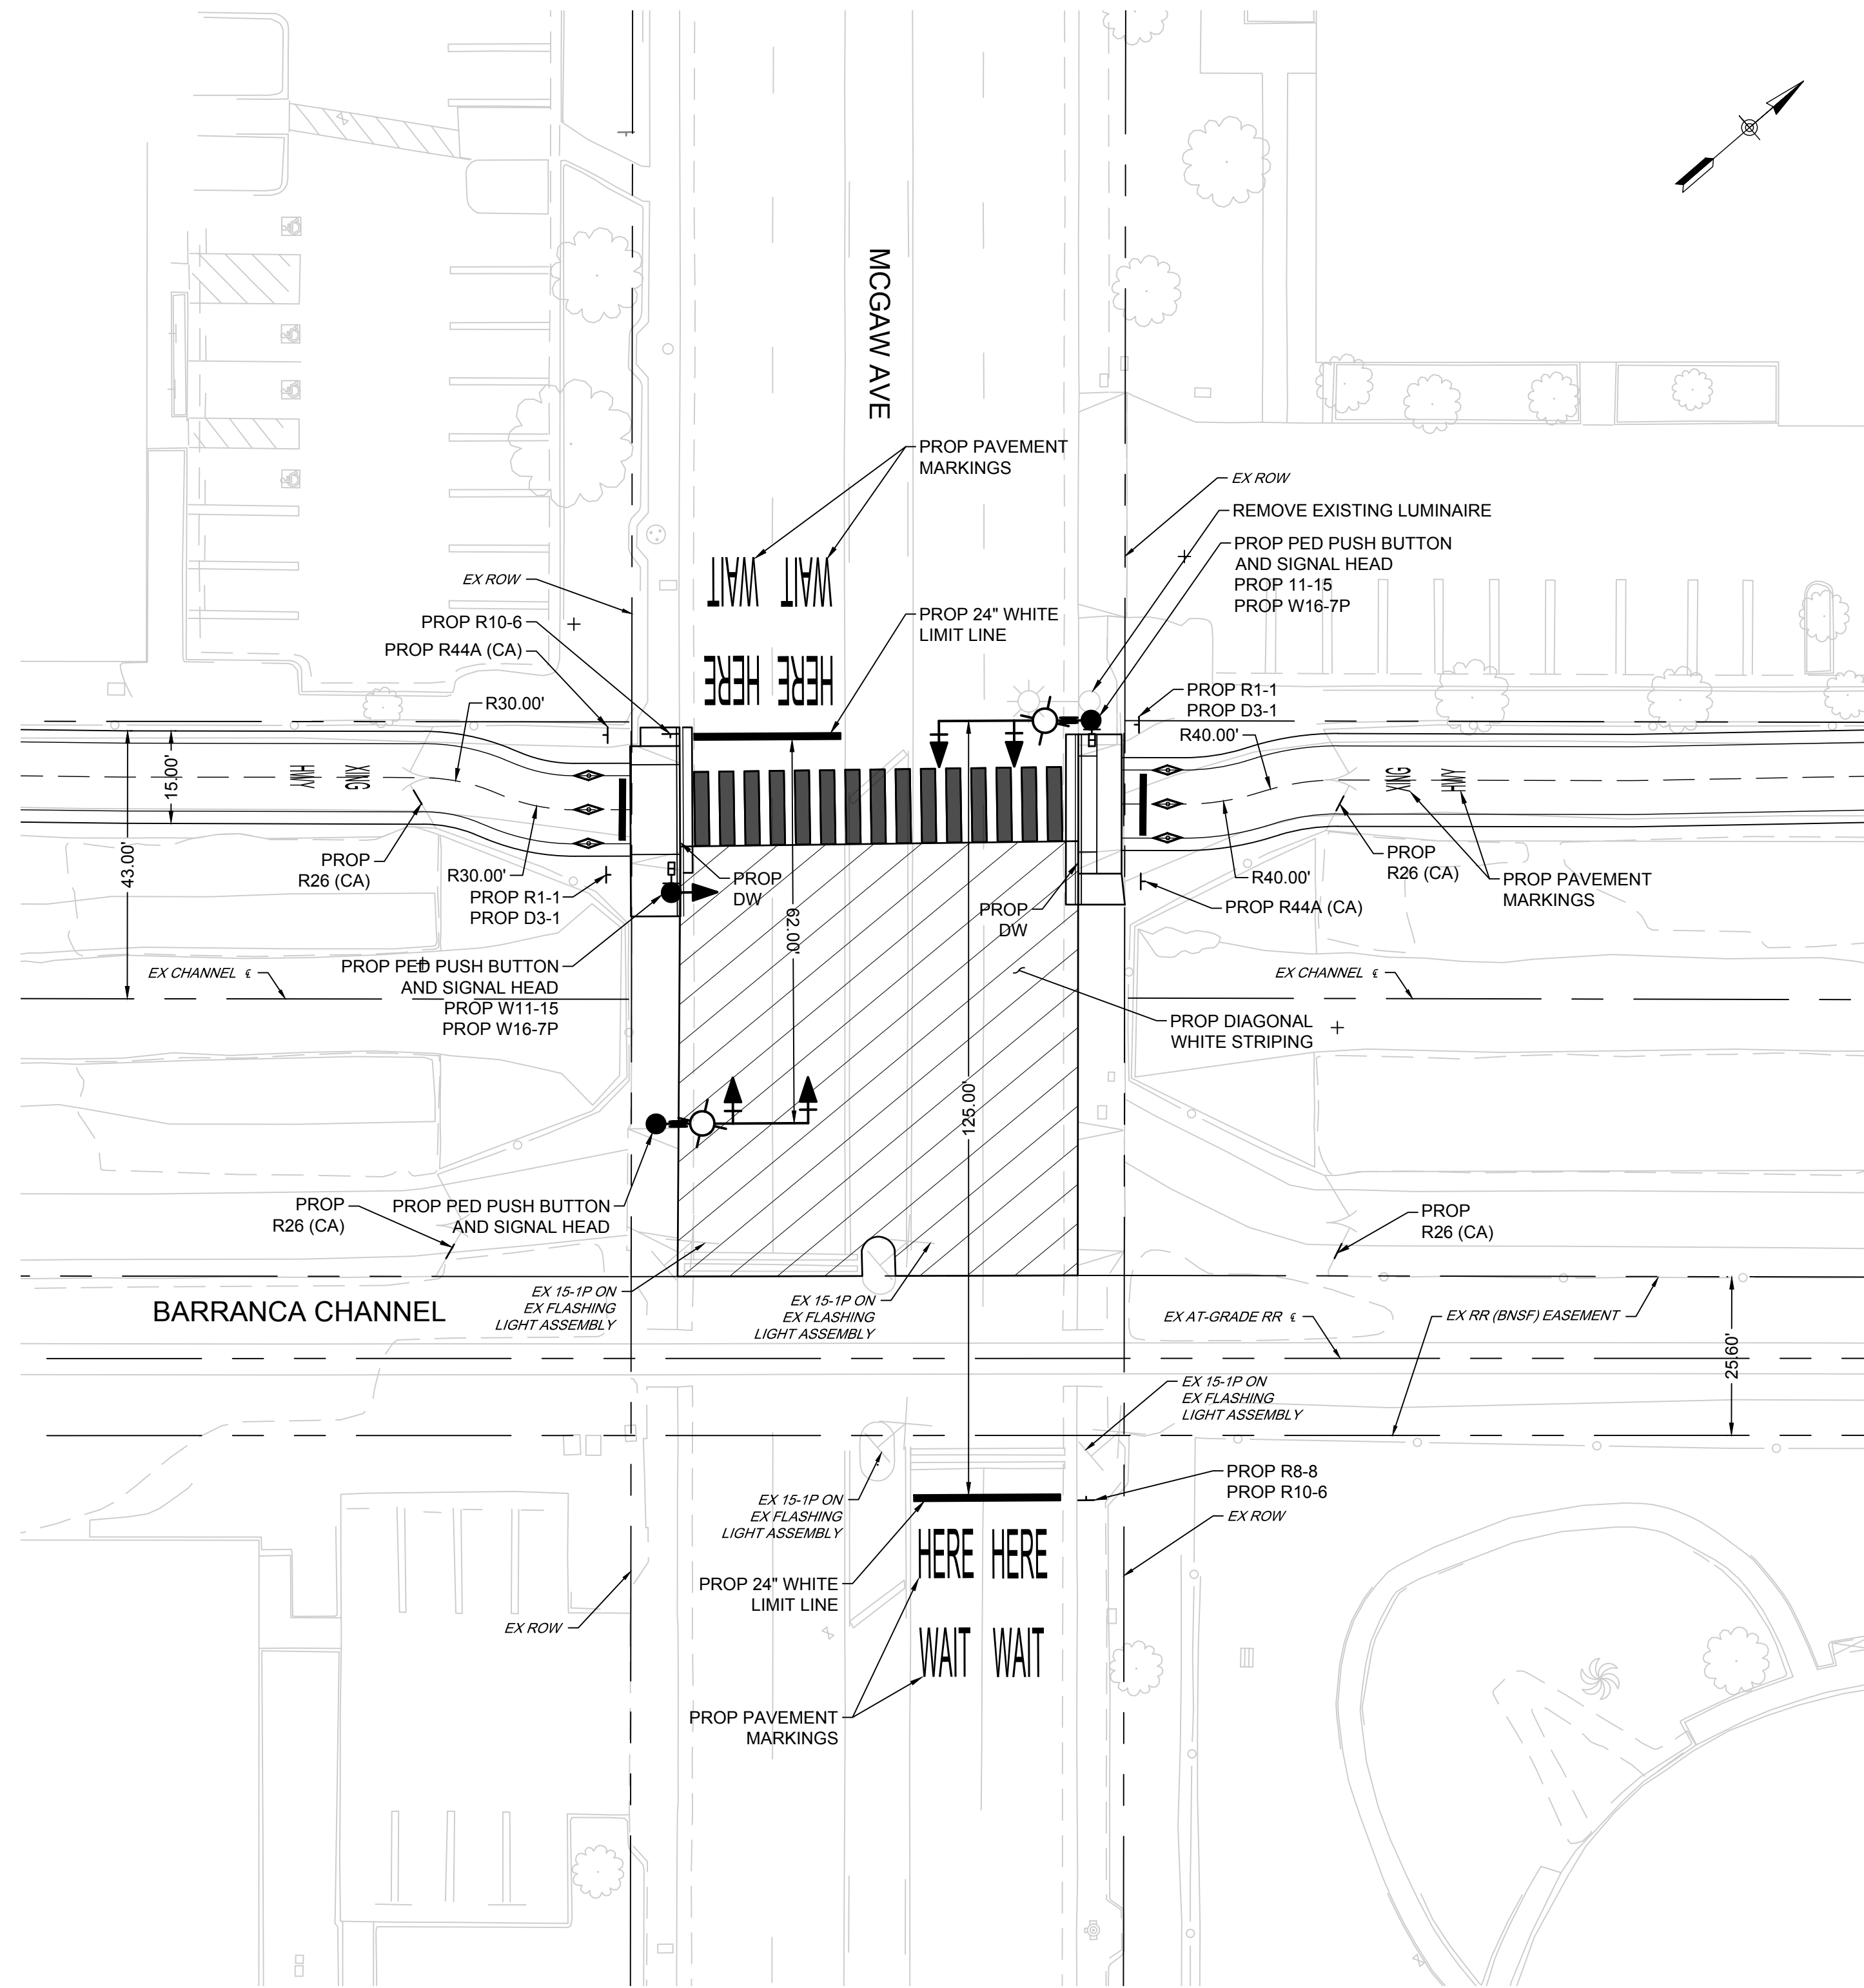 MCGAW AVE
PROP PAVEMENT
MARKINGS
EX ROW
REMOVE EXISTING LUMINAIRE
PROP PED PUSH BUTTON
AND SIGNAL HEAD
PROP 11-15
PROP W16-7P
WAIT WAIT
EX ROW
PROP R10-6
PROP R44A (CA)
PROP 24" WHITE
LIMIT LINE
HERE HERE
R30.00'
PROP R1-1
PROP D3-1
R40.00'
15.00'
HWY XING
XING HWY
43.00'
PROP
R26 (CA)
R30.00'
PROP R1-1
PROP D3-1
PROP
DW
62.00'
PROP
DW
R40.00'
PROP
R26 (CA)
PROP PAVEMENT
MARKINGS
PROP R44A (CA)
EX CHANNEL ℄
PROP PED PUSH BUTTON
AND SIGNAL HEAD
PROP W11-15
PROP W16-7P
EX CHANNEL ℄
PROP DIAGONAL
WHITE STRIPING
125.00'
PROP
R26 (CA)
PROP PED PUSH BUTTON
AND SIGNAL HEAD
PROP
R26 (CA)
BARRANCA CHANNEL
EX 15-1P ON
EX FLASHING
LIGHT ASSEMBLY
EX 15-1P ON
EX FLASHING
LIGHT ASSEMBLY
EX AT-GRADE RR ℄
EX RR (BNSF) EASEMENT
25.60'
EX 15-1P ON
EX FLASHING
LIGHT ASSEMBLY
PROP R8-8
PROP R10-6
EX ROW
EX 15-1P ON
EX FLASHING
LIGHT ASSEMBLY
HERE HERE
PROP 24" WHITE
LIMIT LINE
EX ROW
WAIT WAIT
PROP PAVEMENT
MARKINGS